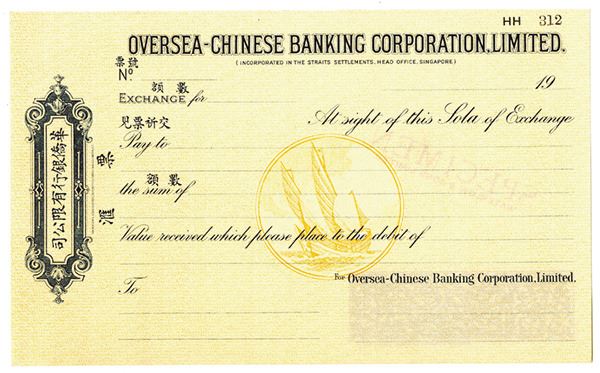 HH 312
OVERSEA-CHINESE BANKING CORPORATION, LIMITED.
(INCORPORATED IN THE STRAITS SETTLEMENTS. HEAD OFFICE, SINGAPORE)
票號
No.
19
額數
EXCHANGE for
At sight of this Sola of Exchange
見票祈交
Pay to
額數
the sum of
匯票
華僑銀行有限公司
Value received which please place to the debit of
To
For Oversea-Chinese Banking Corporation, Limited.